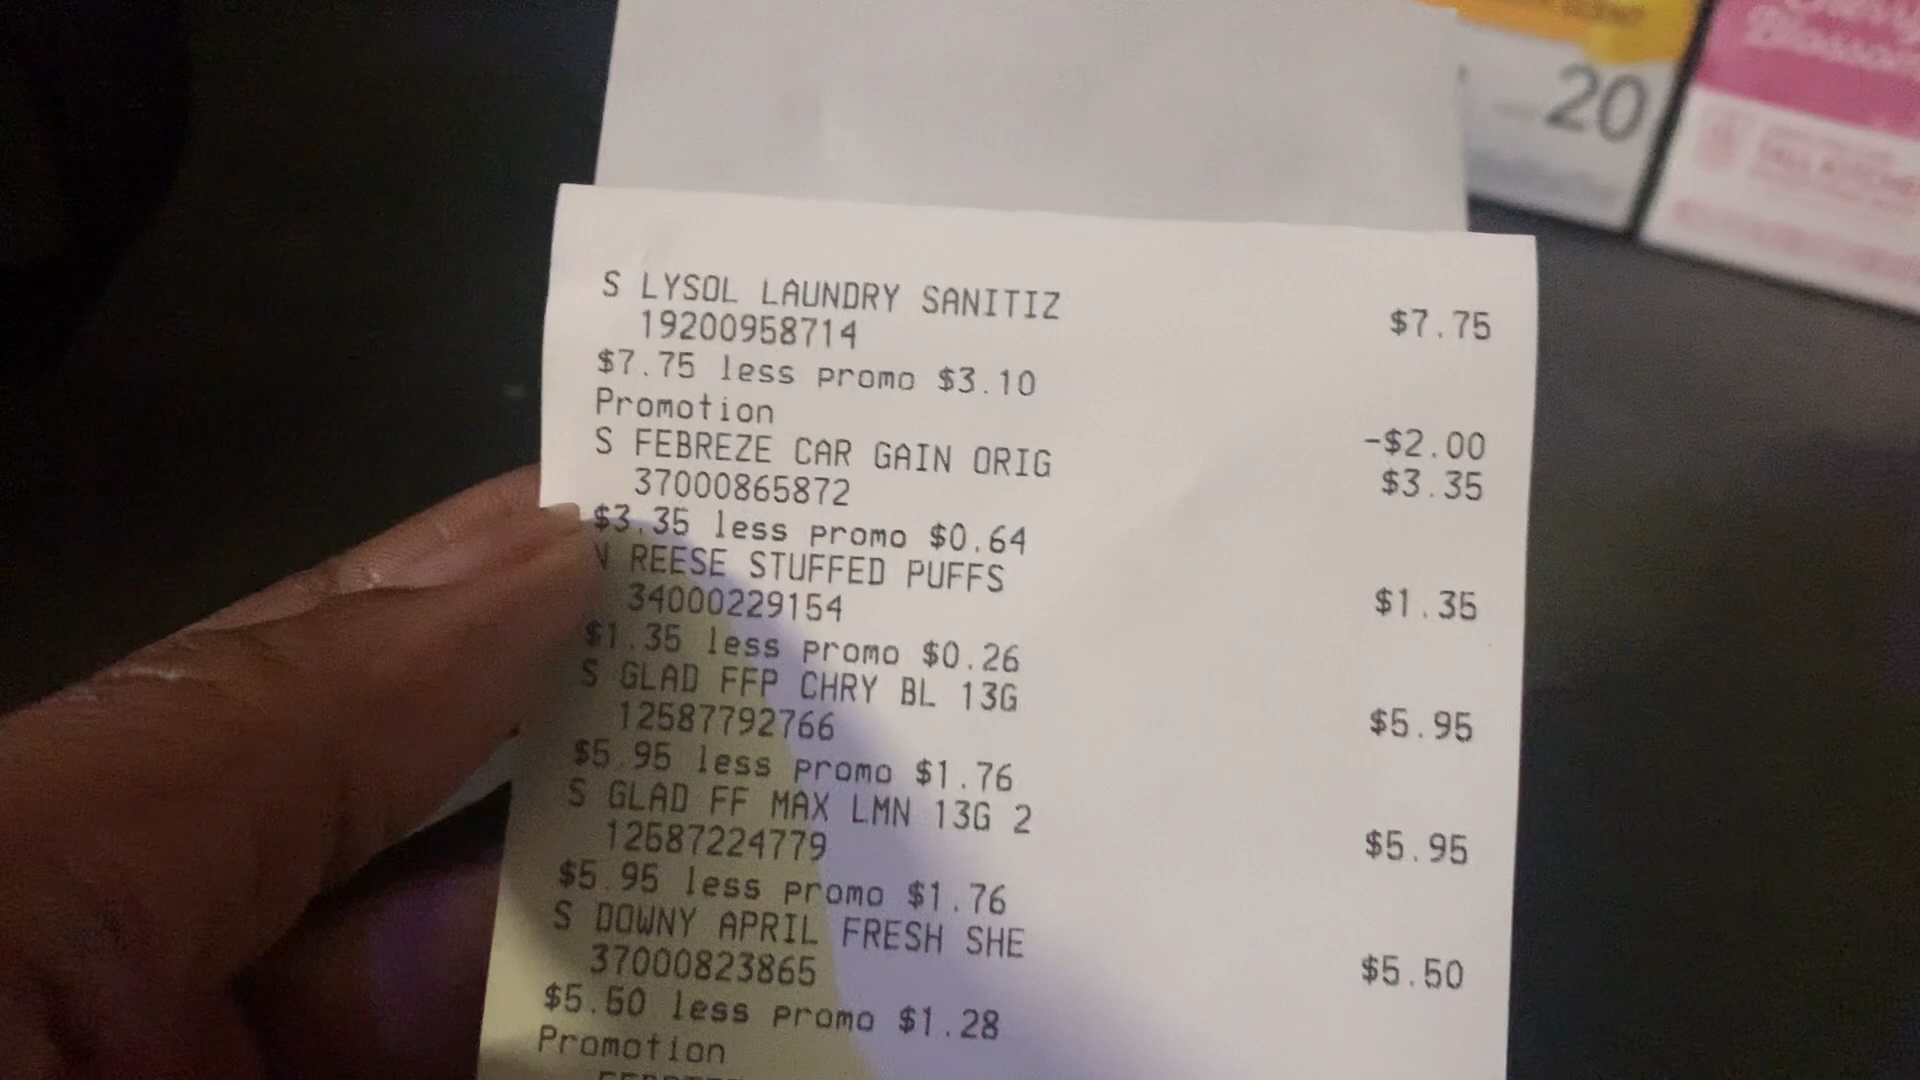 20
Blossom
S LYSOL LAUNDRY SANITIZ $7.75
19200958714
$7.75 less promo $3.10
Promotion -$2.00
S FEBREZE CAR GAIN ORIG $3.35
37000865872
$3.35 less promo $0.64
N REESE STUFFED PUFFS $1.35
34000229154
$1.35 less promo $0.26
S GLAD FFP CHRY BL 13G $5.95
12587792766
$5.95 less promo $1.76
S GLAD FF MAX LMN 13G 2 $5.95
12587224779
$5.95 less promo $1.76
S DOWNY APRIL FRESH SHE $5.50
37000823865
$5.50 less promo $1.28
Promotion